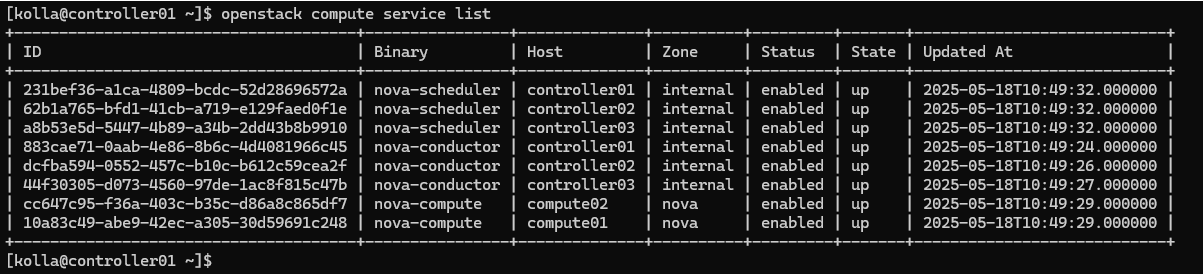 [kolla@controller01 ~]$ openstack compute service list
+--------------------------------------+----------------+--------------+----------+---------+-------+----------------------------+
| ID                                   | Binary         | Host         | Zone     | Status  | State | Updated At                 |
+--------------------------------------+----------------+--------------+----------+---------+-------+----------------------------+
| 231bef36-a1ca-4809-bcdc-52d28696572a | nova-scheduler | controller01 | internal | enabled | up    | 2025-05-18T10:49:32.000000 |
| 62b1a765-bfd1-41cb-a719-e129faed0f1e | nova-scheduler | controller02 | internal | enabled | up    | 2025-05-18T10:49:32.000000 |
| a8b53e5d-5447-4b89-a34b-2dd43b8b9910 | nova-scheduler | controller03 | internal | enabled | up    | 2025-05-18T10:49:32.000000 |
| 883cae71-0aab-4e86-8b6c-4d4081966c45 | nova-conductor | controller01 | internal | enabled | up    | 2025-05-18T10:49:24.000000 |
| dcfba594-0552-457c-b10c-b612c59cea2f | nova-conductor | controller02 | internal | enabled | up    | 2025-05-18T10:49:26.000000 |
| 44f30305-d073-4560-97de-1ac8f815c47b | nova-conductor | controller03 | internal | enabled | up    | 2025-05-18T10:49:27.000000 |
| cc647c95-f36a-403c-b35c-d86a8c865df7 | nova-compute   | compute02    | nova     | enabled | up    | 2025-05-18T10:49:29.000000 |
| 10a83c49-abe9-42ec-a305-30d59691c248 | nova-compute   | compute01    | nova     | enabled | up    | 2025-05-18T10:49:29.000000 |
+--------------------------------------+----------------+--------------+----------+---------+-------+----------------------------+
[kolla@controller01 ~]$